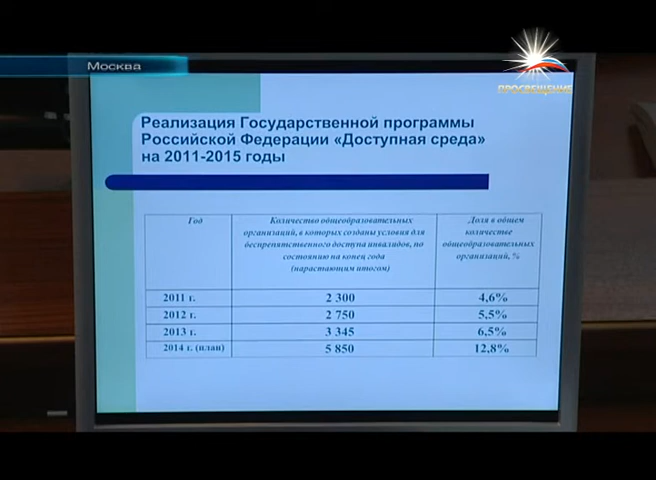 Москва
ПРОСВЕЩЕНИЕ
Реализация Государственной программы
Российской Федерации «Доступная среда»
на 2011-2015 годы
Год
Количество общеобразовательных
организаций, в которых созданы условия для
беспрепятственного доступа инвалидов, по
состоянию на конец года
(нарастающим итогом)
Доля в общем
количестве
общеобразовательных
организаций, %
2011 г. 2 300 4,6%
2012 г. 2 750 5,5%
2013 г. 3 345 6,5%
2014 г. (план) 5 850 12,8%